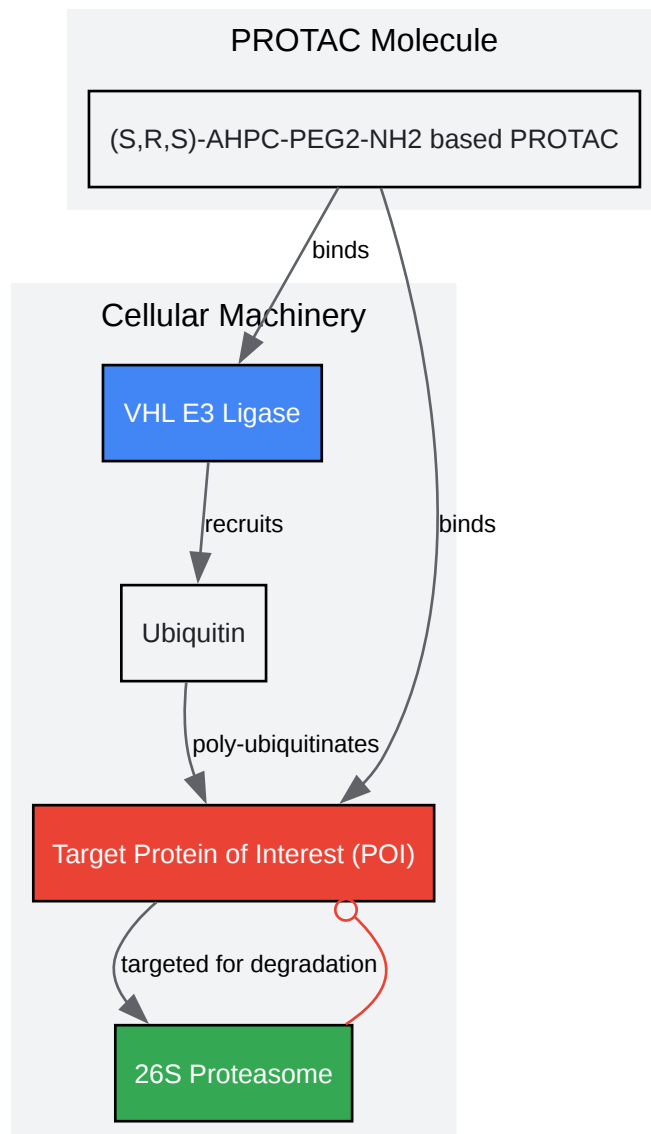 PROTAC Molecule
(S,R,S)-AHPC-PEG2-NH2 based PROTAC
binds
Cellular Machinery
VHL E3 Ligase
recruits
binds
Ubiquitin
poly-ubiquitinates
Target Protein of Interest (POI)
targeted for degradation
26S Proteasome